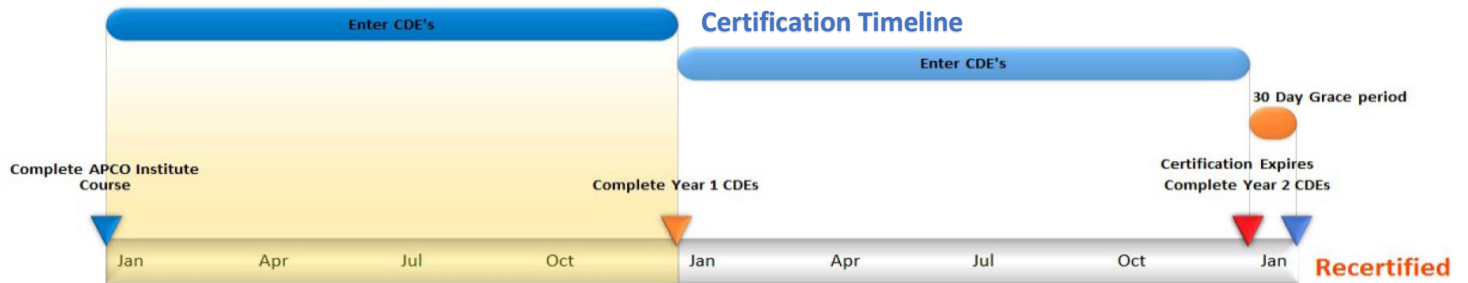 Enter CDE's
Certification Timeline
Enter CDE's
30 Day Grace period
Complete APCO Institute
Course
Complete Year 1 CDEs
Certification Expires
Complete Year 2 CDEs
Jan Apr Jul Oct Jan Apr Jul Oct Jan
Recertified